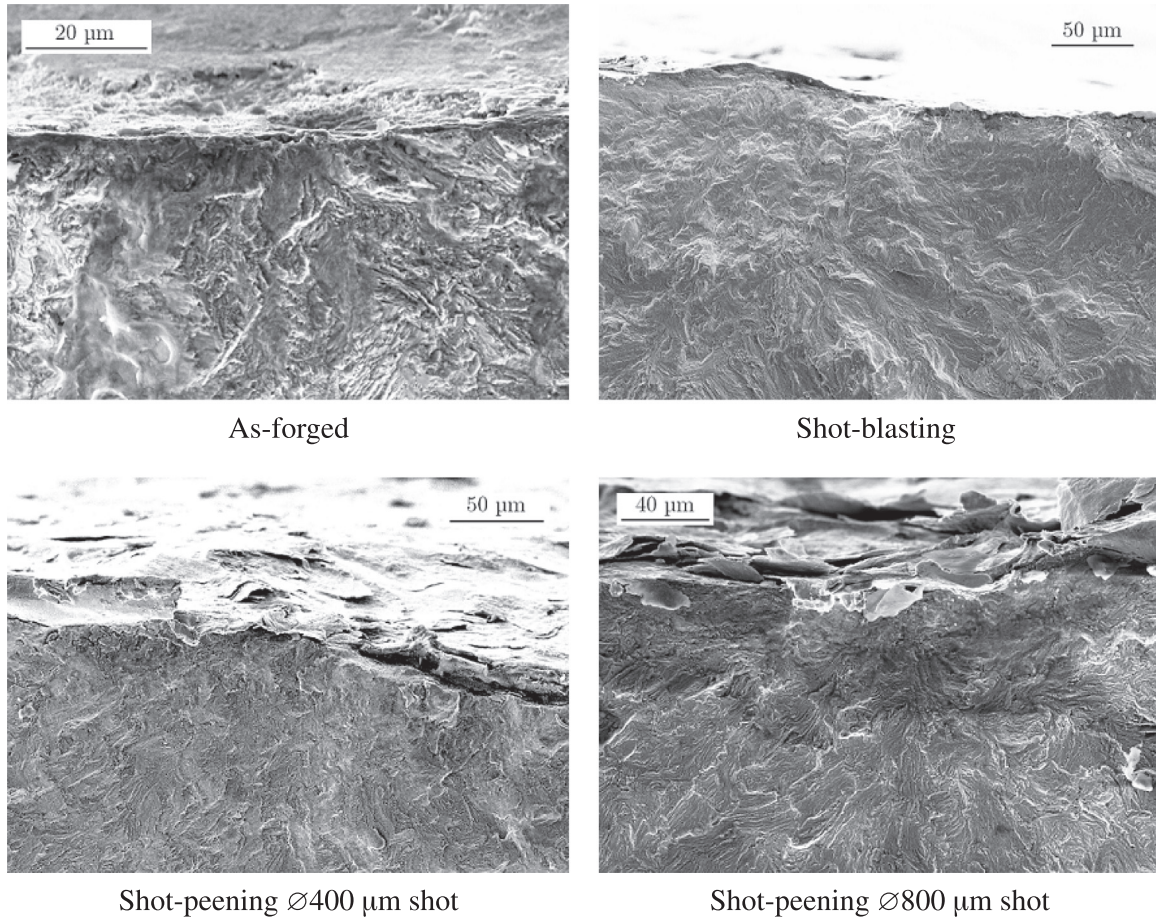 20 µm
50 µm
As-forged
Shot-blasting
50 µm
40 µm
Shot-peening ∅400 µm shot
Shot-peening ∅800 µm shot